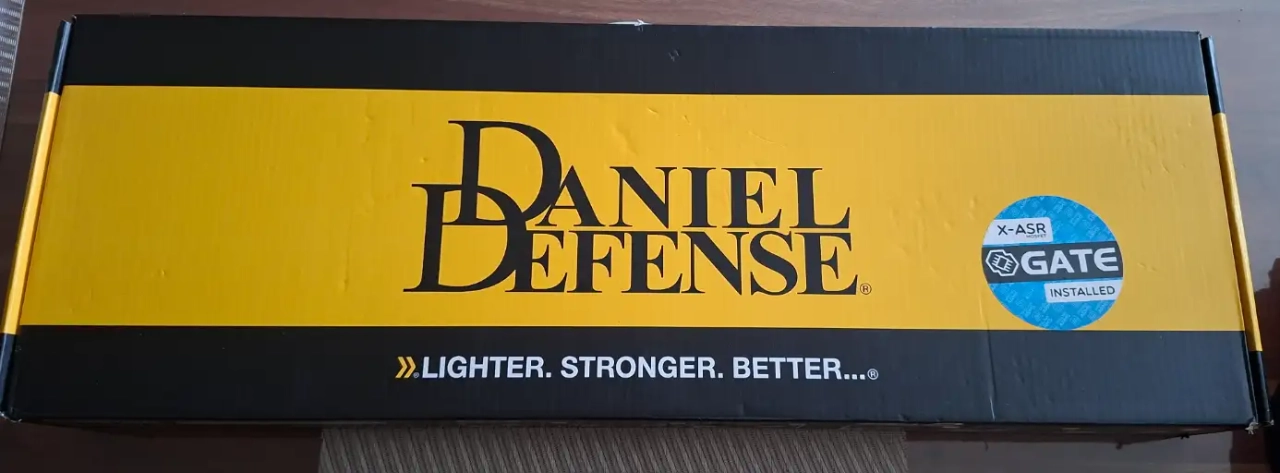 DANIEL
DEFENSE®
».LIGHTER. STRONGER. BETTER...®
X-ASR
GATE
INSTALLED